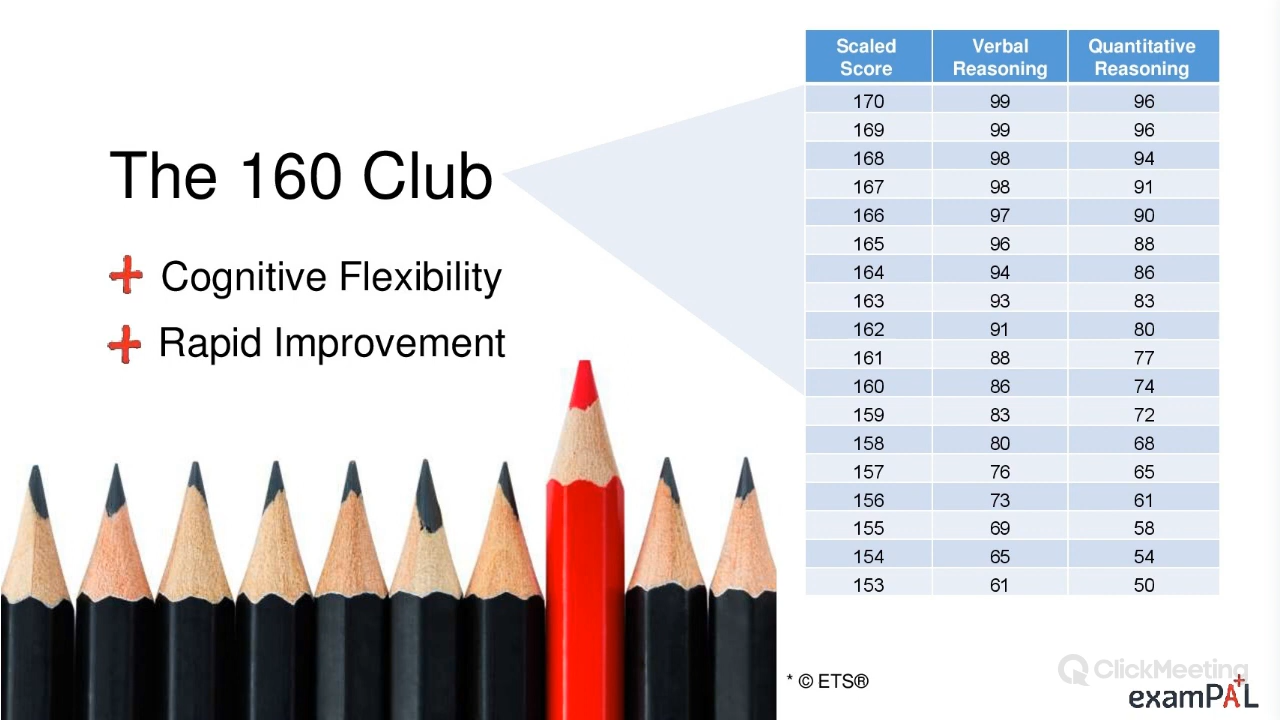 The 160 Club
Cognitive Flexibility
Rapid Improvement
Scaled Score Verbal Reasoning Quantitative Reasoning
170 99 96
169 99 96
168 98 94
167 98 91
166 97 90
165 96 88
164 94 86
163 93 83
162 91 80
161 88 77
160 86 74
159 83 72
158 80 68
157 76 65
156 73 61
155 69 58
154 65 54
153 61 50
* © ETS®
ClickMeeting
examPAL